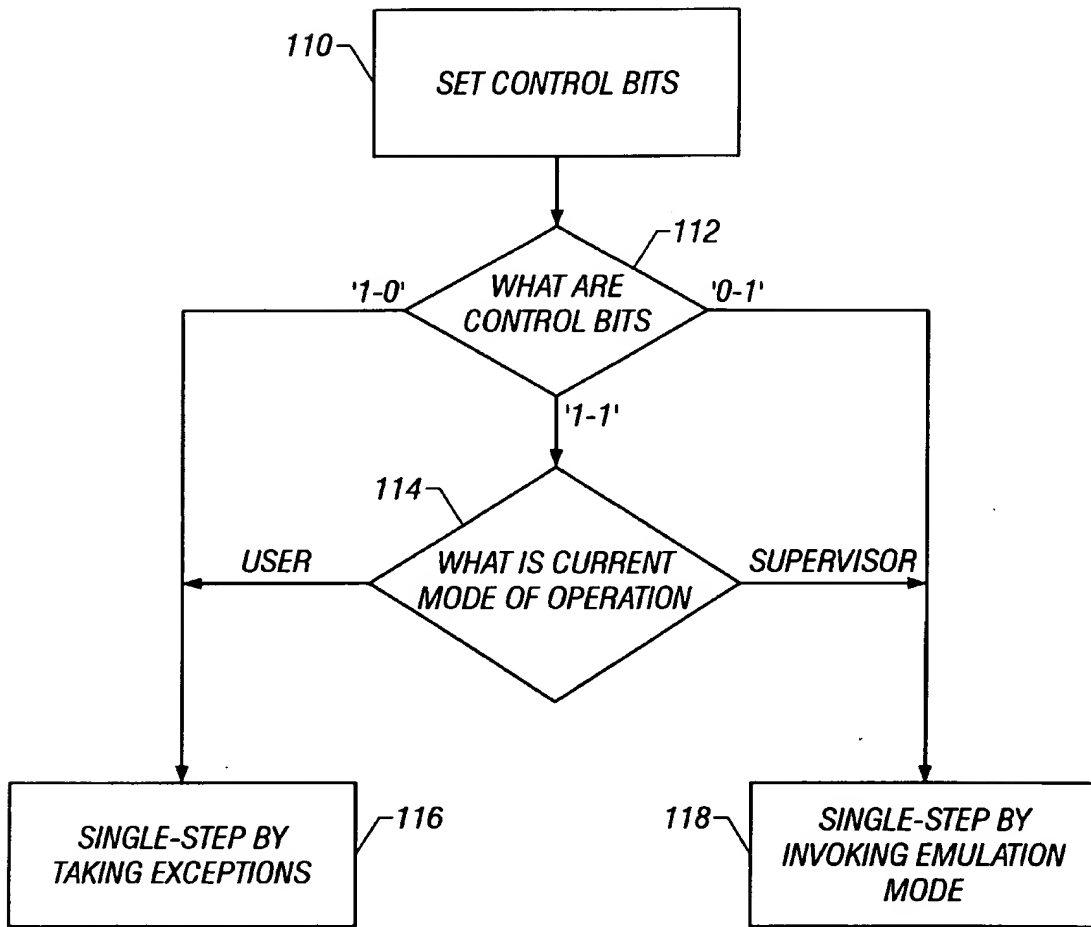 110
SET CONTROL BITS
112
'1-0'
WHAT ARE
CONTROL BITS
'0-1'
'1-1'
114
USER
WHAT IS CURRENT
MODE OF OPERATION
SUPERVISOR
SINGLE-STEP BY
TAKING EXCEPTIONS
116
118
SINGLE-STEP BY
INVOKING EMULATION
MODE